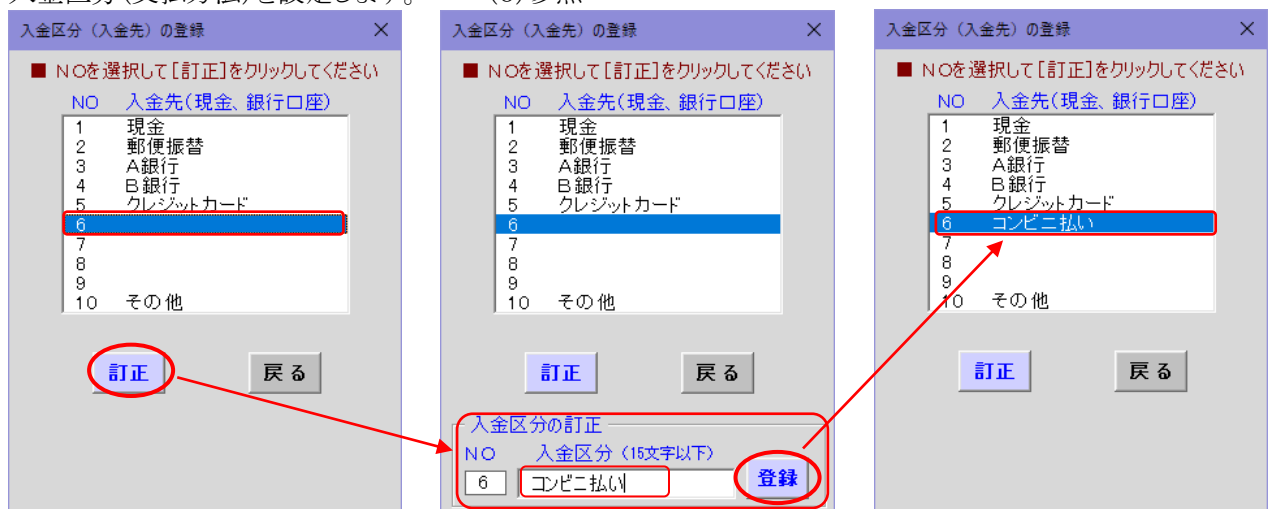 入金区分（入金先）の登録
■ NOを選択して[訂正]をクリックしてください
NO 入金先(現金、銀行口座)
1 現金
2 郵便振替
3 A銀行
4 B銀行
5 クレジットカード
6
7
8
9
10 その他
訂正 戻る
入金区分（入金先）の登録
■ NOを選択して[訂正]をクリックしてください
NO 入金先(現金、銀行口座)
1 現金
2 郵便振替
3 A銀行
4 B銀行
5 クレジットカード
6
7
8
9
10 その他
訂正 戻る
入金区分の訂正
NO 入金区分（15文字以下）
6 コンビニ払い 登録
入金区分（入金先）の登録
■ NOを選択して[訂正]をクリックしてください
NO 入金先(現金、銀行口座)
1 現金
2 郵便振替
3 A銀行
4 B銀行
5 クレジットカード
6 コンビニ払い
7
8
9
10 その他
訂正 戻る